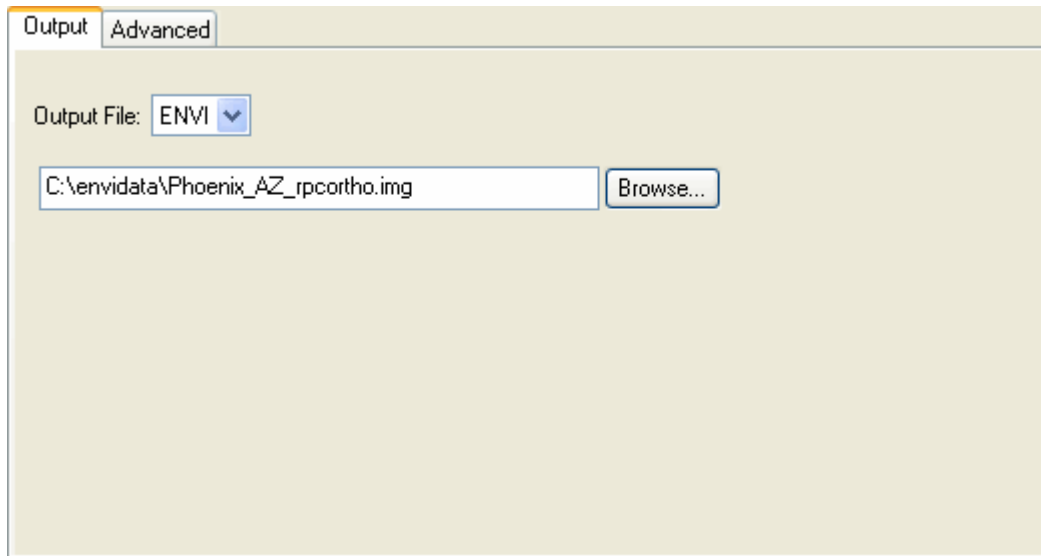 Output Advanced
Output File: ENVI
C:\envidata\Phoenix_AZ_rpcortho.img Browse...